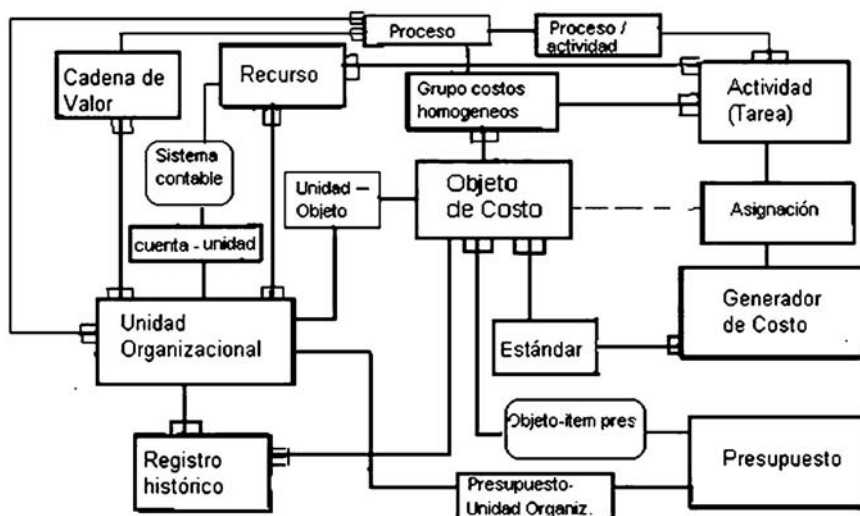 Proceso
Proceso /
actividad
Cadena de
Valor
Recurso
Grupo costos
homogeneos
Actividad
(Tarea)
Sistema
contable
Unidad –
Objeto
Objeto
de Costo
Asignación
cuenta - unidad
Unidad
Organizacional
Generador
de Costo
Estándar
Objeto-item pres
Registro
histórico
Presupuesto
Presupuesto-
Unidad Organiz.